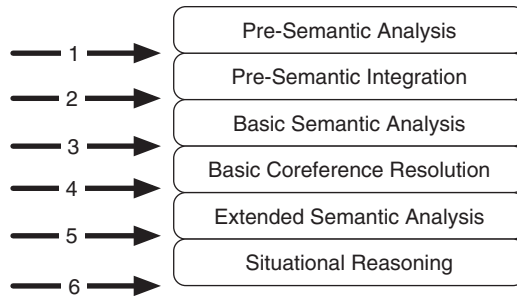 Pre-Semantic Analysis
1
Pre-Semantic Integration
2
Basic Semantic Analysis
3
Basic Coreference Resolution
4
Extended Semantic Analysis
5
Situational Reasoning
6